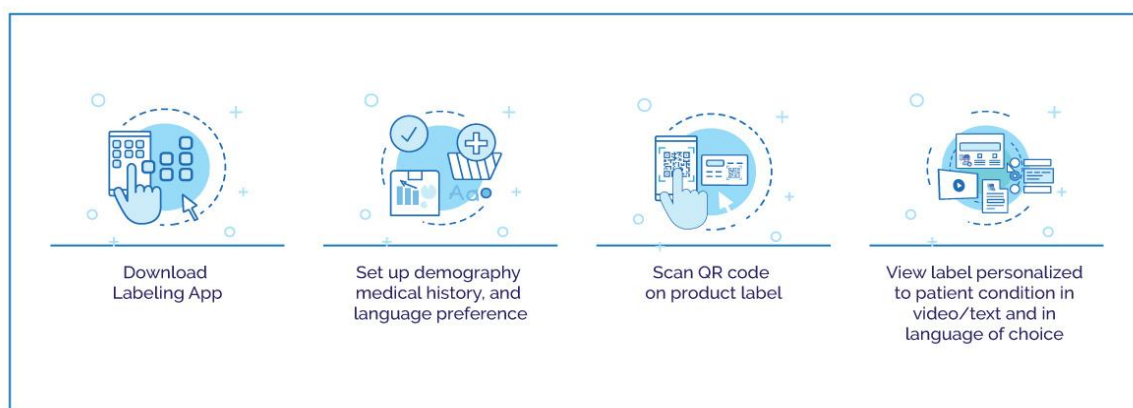 Download
Labeling App
Aa
Set up demography
medical history, and
language preference
Scan QR code
on product label
View label personalized
to patient condition in
video/text and in
language of choice